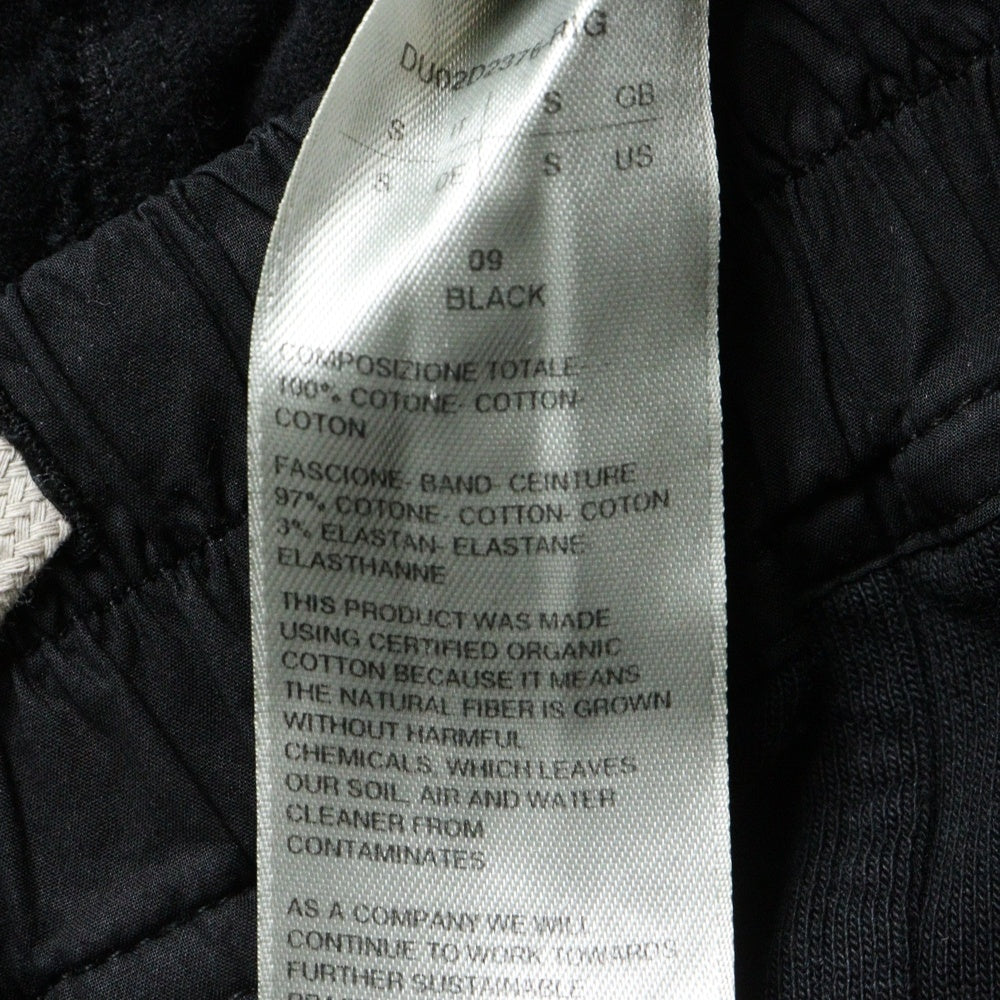 S IT S GB
S DE S US
09
BLACK
COMPOSIZIONE TOTALE-
100% COTONE- COTTON-
COTON
FASCIONE- BAND- CEINTURE
97% COTONE- COTTON- COTON
3% ELASTAN- ELASTANE-
ELASTHANNE
THIS PRODUCT WAS MADE
USING CERTIFIED ORGANIC
COTTON BECAUSE IT MEANS
THE NATURAL FIBER IS GROWN
WITHOUT HARMFUL
CHEMICALS, WHICH LEAVES
OUR SOIL, AIR AND WATER
CLEANER FROM
CONTAMINATES
AS A COMPANY WE WILL
CONTINUE TO WORK TOWARDS
FURTHER SUSTAINABLE